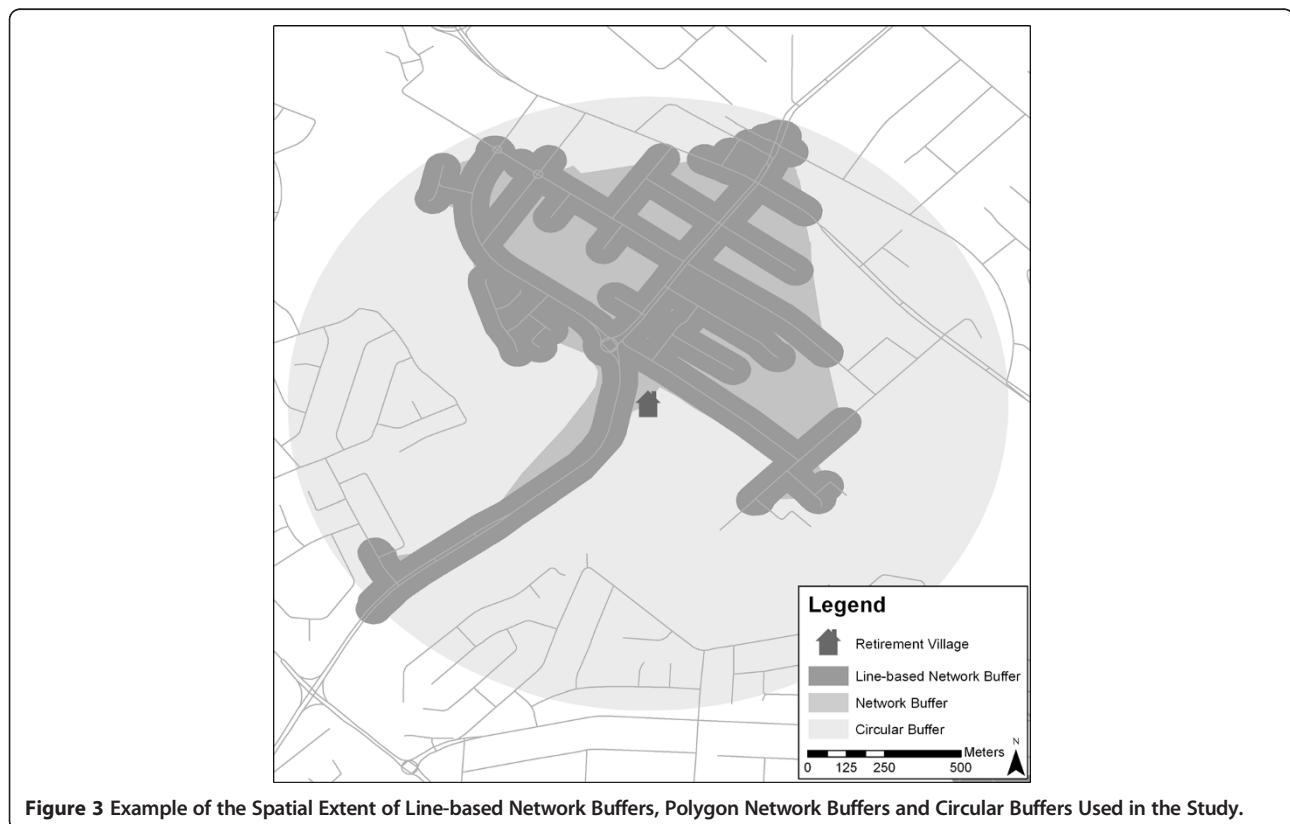 Legend
Retirement Village
Line-based Network Buffer
Network Buffer
Circular Buffer
Meters
0 125 250 500
N
Figure 3 Example of the Spatial Extent of Line-based Network Buffers, Polygon Network Buffers and Circular Buffers Used in the Study.